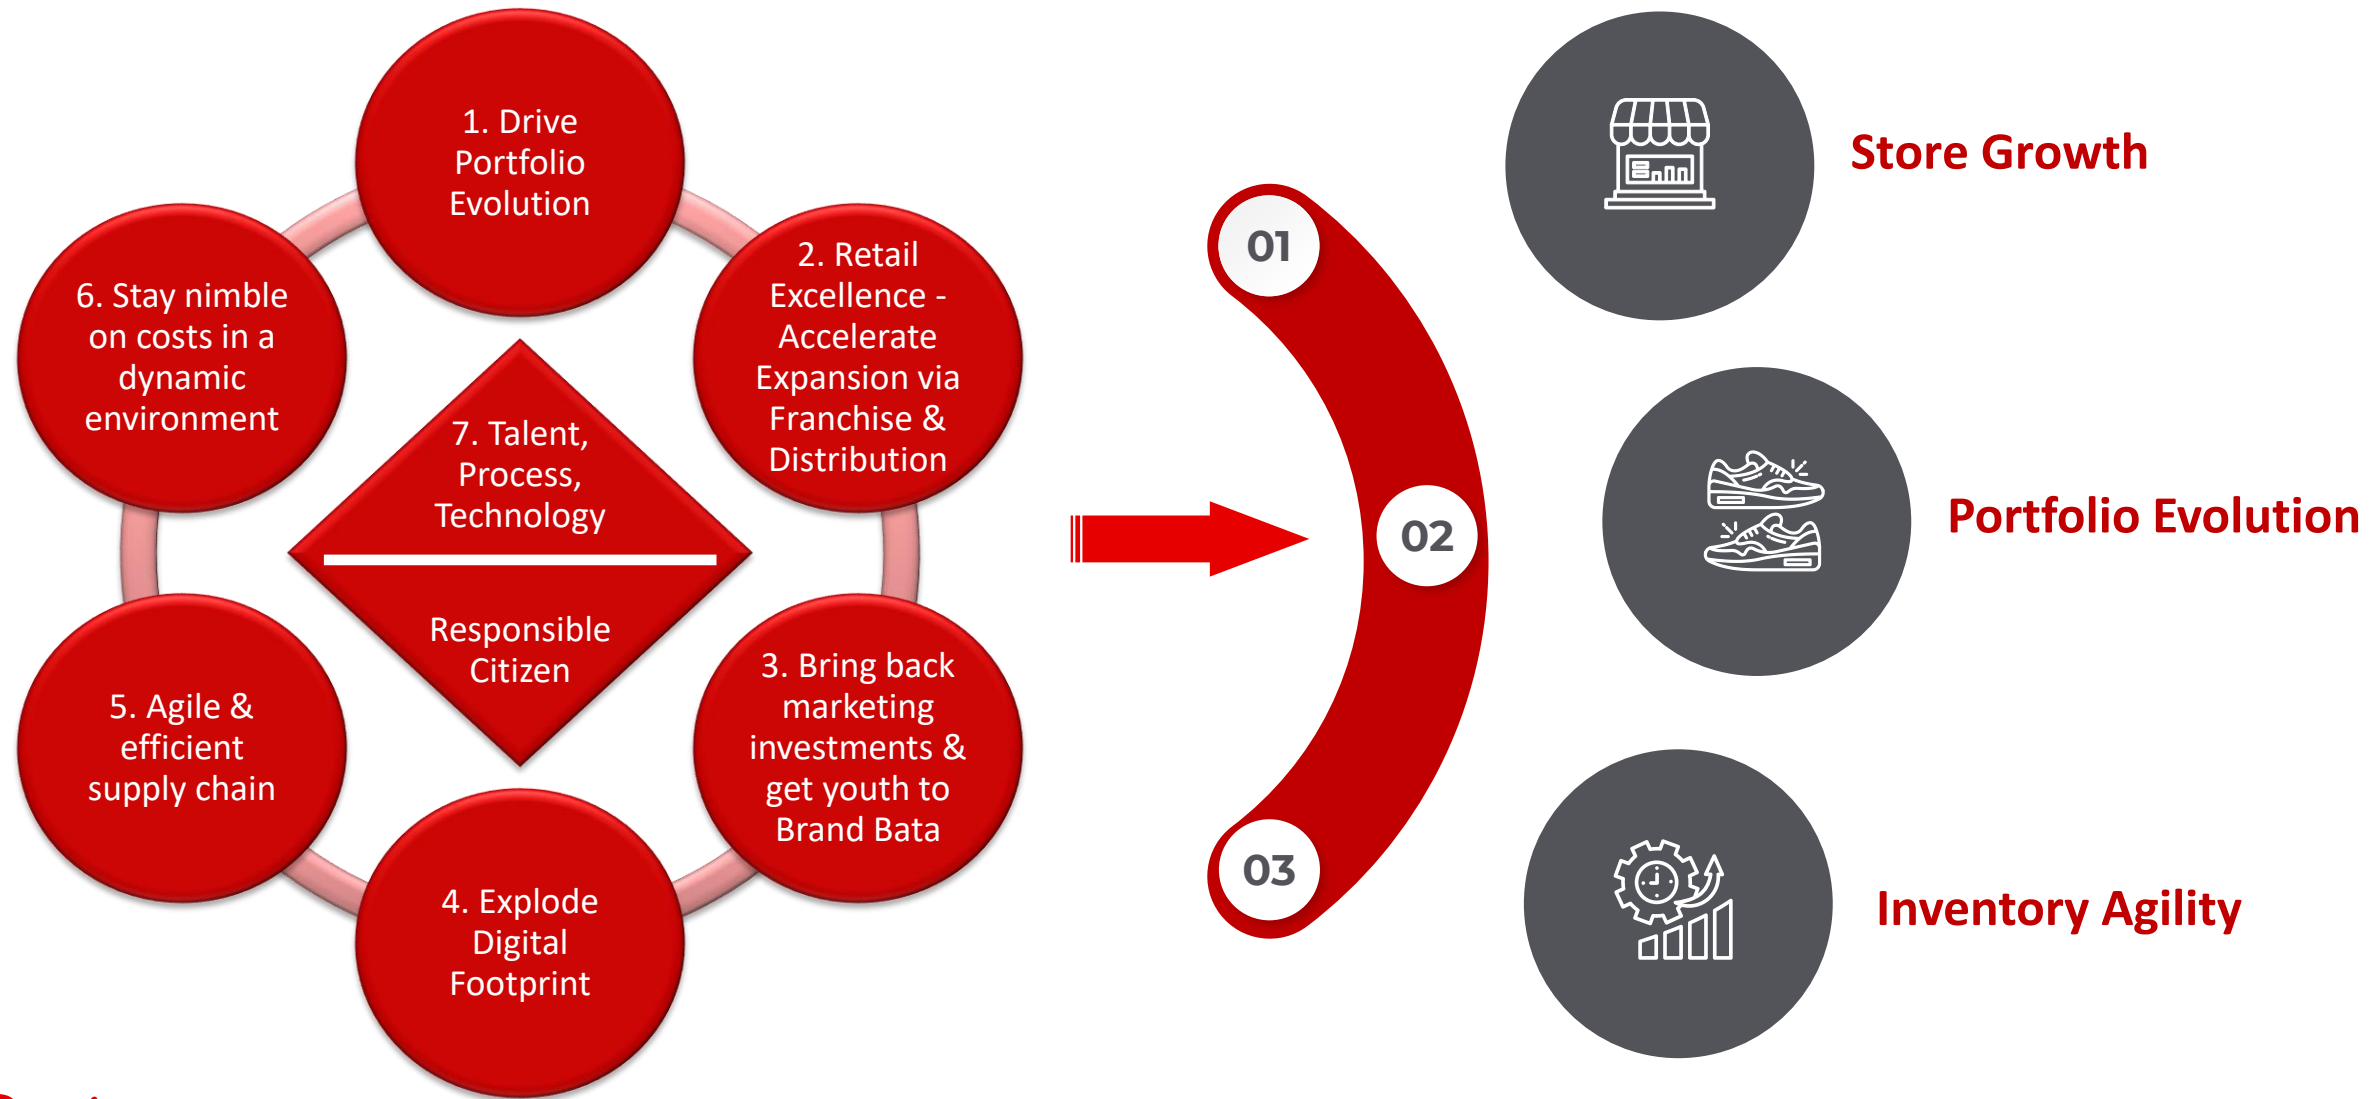 1. Drive
Portfolio
Evolution
2. Retail
Excellence -
Accelerate
Expansion via
Franchise &
Distribution
3. Bring back
marketing
investments &
get youth to
Brand Bata
4. Explode
Digital
Footprint
5. Agile &
efficient
supply chain
6. Stay nimble
on costs in a
dynamic
environment
7. Talent,
Process,
Technology
Responsible
Citizen
01
Store Growth
02
Portfolio Evolution
03
Inventory Agility